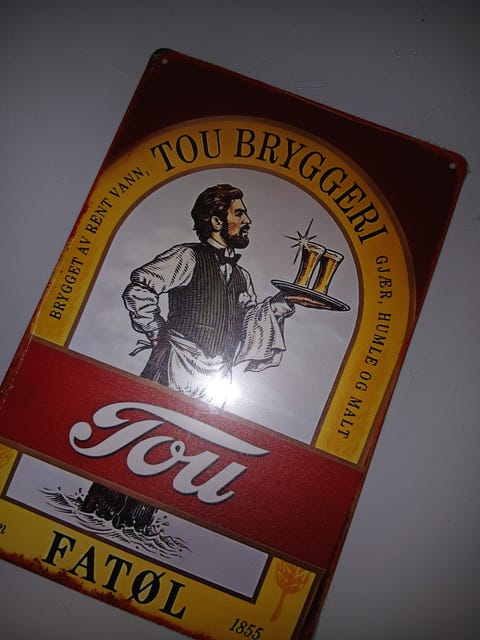 BRYGGET AV RENT VANN,
TOU BRYGGERI
GJÆR, HUMLE OG MALT
Tou
FATØL
1855